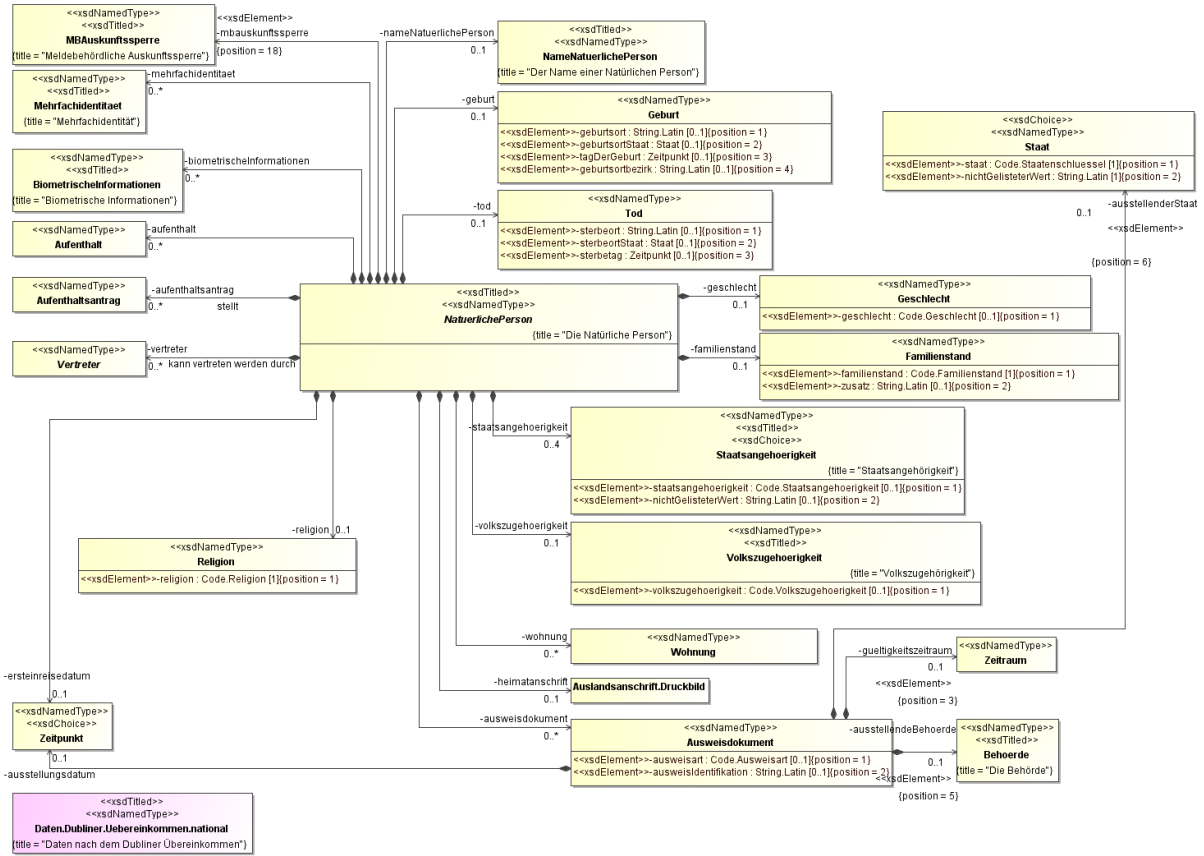 <<xsdNamedType>>
<<xsdTitled>>
MBAuskunftssperre
{title = "Meldebehördliche Auskunftssperre"}
<<xsdElement>>
-mbauskunftssperre
{position = 18}
<<xsdNamedType>>
<<xsdTitled>>
Mehrfachidentitaet
{title = "Mehrfachidentität"}
-mehrfachidentitaet
0..*
<<xsdNamedType>>
<<xsdTitled>>
BiometrischeInformationen
{title = "Biometrische Informationen"}
-biometrischeInformationen
0..*
<<xsdNamedType>>
Aufenthalt
-aufenthalt
0..*
<<xsdNamedType>>
Aufenthaltsantrag
-aufenthaltsantrag
0..*
stellt
<<xsdNamedType>>
Vertreter
-vertreter
0..*
kann vertreten werden durch
-nameNatuerlichePerson
0..1
<<xsdTitled>>
<<xsdNamedType>>
NameNatuerlichePerson
{title = "Der Name einer Natürlichen Person"}
-geburt
0..1
<<xsdNamedType>>
Geburt
<<xsdElement>>-geburtsort : String.Latin [0..1]{position = 1}
<<xsdElement>>-geburtsortStaat : Staat [0..1]{position = 2}
<<xsdElement>>-tagDerGeburt : Zeitpunkt [0..1]{position = 3}
<<xsdElement>>-geburtsortbezirk : String.Latin [0..1]{position = 4}
-tod
0..1
<<xsdNamedType>>
Tod
<<xsdElement>>-sterbeort : String.Latin [0..1]{position = 1}
<<xsdElement>>-sterbeortStaat : Staat [0..1]{position = 2}
<<xsdElement>>-sterbetag : Zeitpunkt [0..1]{position = 3}
<<xsdChoice>>
<<xsdNamedType>>
Staat
<<xsdElement>>-staat : Code.Staatenschluessel [1]{position = 1}
<<xsdElement>>-nichtGelisteterWert : String.Latin [1]{position = 2}
-ausstellenderStaat
0..1
<<xsdElement>>
{position = 6}
<<xsdTitled>>
<<xsdNamedType>>
NatuerlichePerson
{title = "Die Natürliche Person"}
-geschlecht
0..1
<<xsdNamedType>>
Geschlecht
<<xsdElement>>-geschlecht : Code.Geschlecht [0..1]{position = 1}
-familienstand
0..1
<<xsdNamedType>>
Familienstand
<<xsdElement>>-familienstand : Code.Familienstand [1]{position = 1}
<<xsdElement>>-zusatz : String.Latin [0..1]{position = 2}
-staatsangehoerigkeit
0..4
<<xsdNamedType>>
<<xsdTitled>>
<<xsdChoice>>
Staatsangehoerigkeit
{title = "Staatsangehörigkeit"}
<<xsdElement>>-staatsangehoerigkeit : Code.Staatsangehoerigkeit [0..1]{position = 1}
<<xsdElement>>-nichtGelisteterWert : String.Latin [0..1]{position = 2}
-volkszugehoerigkeit
0..1
<<xsdNamedType>>
<<xsdTitled>>
Volkszugehoerigkeit
{title = "Volkszugehörigkeit"}
<<xsdElement>>-volkszugehoerigkeit : Code.Volkszugehoerigkeit [0..1]{position = 1}
-religion
0..1
<<xsdNamedType>>
Religion
<<xsdElement>>-religion : Code.Religion [1]{position = 1}
-wohnung
0..*
<<xsdNamedType>>
Wohnung
-heimatanschrift
0..1
Auslandsanschrift.Druckbild
-ausweisdokument
0..*
<<xsdNamedType>>
Ausweisdokument
<<xsdElement>>-ausweisart : Code.Ausweisart [0..1]{position = 1}
<<xsdElement>>-ausweisIdentifikation : String.Latin [0..1]{position = 2}
-gueltigkeitszeitraum
0..1
<<xsdElement>>
{position = 3}
<<xsdNamedType>>
Zeitraum
-ausstellendeBehoerde
0..1
<<xsdElement>>
{position = 5}
<<xsdNamedType>>
<<xsdTitled>>
Behoerde
{title = "Die Behörde"}
-ersteinreisedatum
0..1
<<xsdNamedType>>
<<xsdChoice>>
Zeitpunkt
0..1
-ausstellungsdatum
<<xsdTitled>>
<<xsdNamedType>>
Daten.Dubliner.Uebereinkommen.national
{title = "Daten nach dem Dubliner Übereinkommen"}